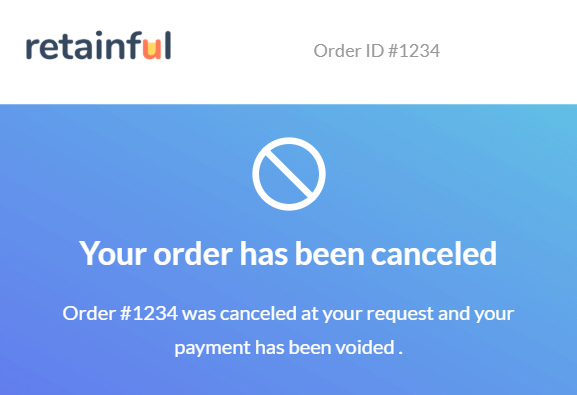 retainful
Order ID #1234
Your order has been canceled
Order #1234 was canceled at your request and your
payment has been voided .